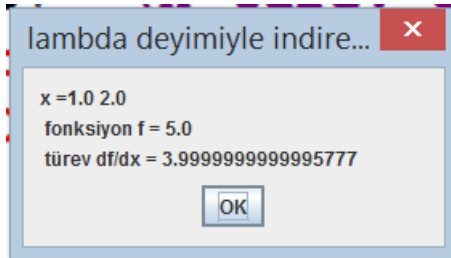 lambda deyimiyle indire...
x =1.0 2.0
fonksiyon f = 5.0
türev df/dx = 3.9999999999995777
OK